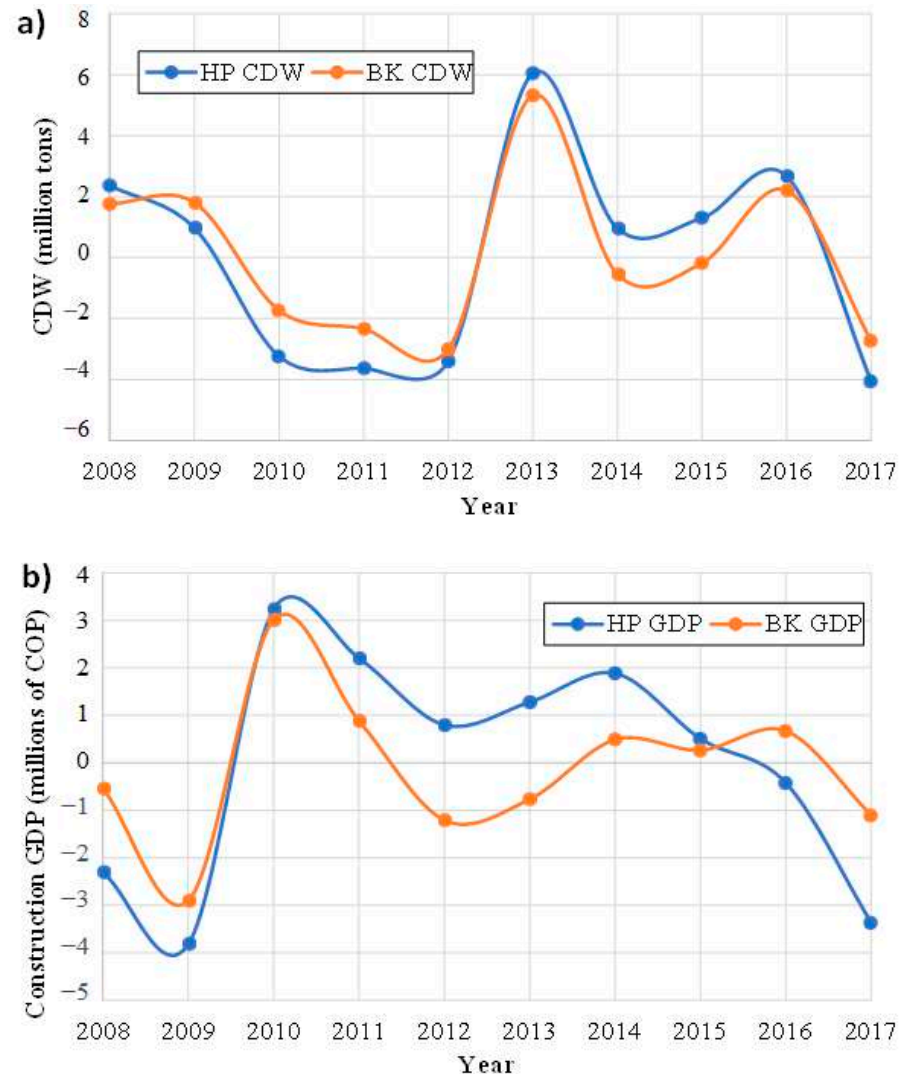 a)
HP CDW BK CDW
CDW (million tons)
8
6
4
2
0
−2
−4
−6
2008 2009 2010 2011 2012 2013 2014 2015 2016 2017
Year
b)
HP GDP BK GDP
Construction GDP (millions of COP)
4
3
2
1
0
−1
−2
−3
−4
−5
2008 2009 2010 2011 2012 2013 2014 2015 2016 2017
Year